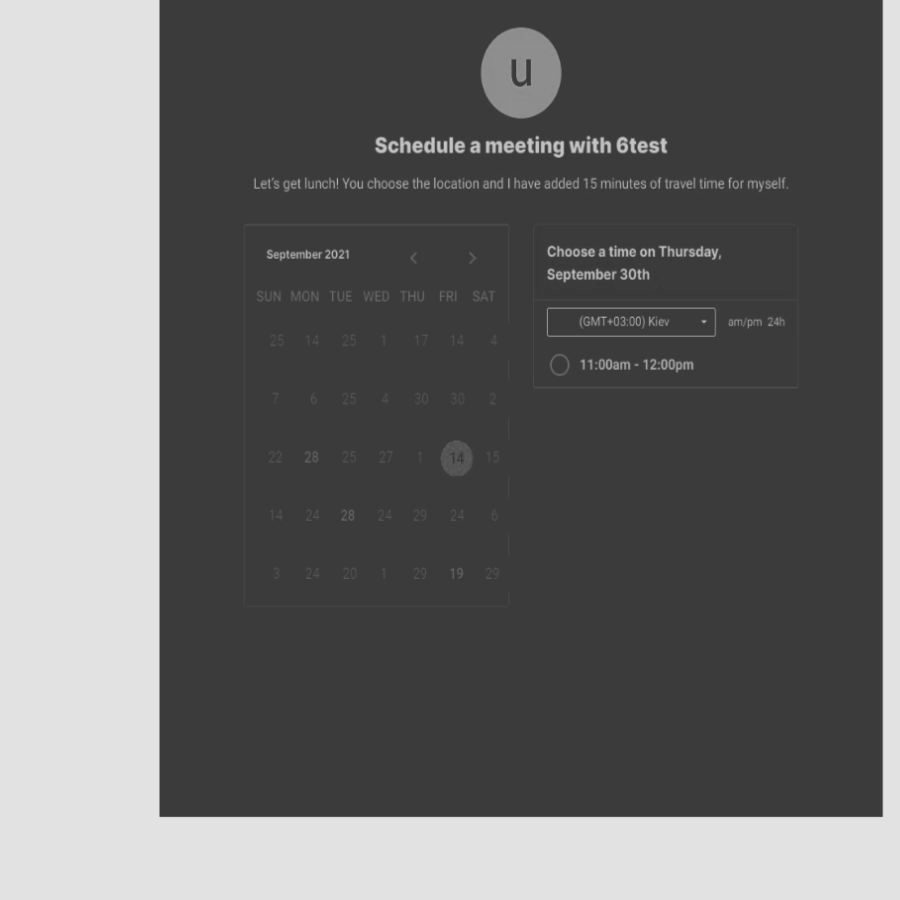 u
Schedule a meeting with 6test
Let's get lunch! You choose the location and I have added 15 minutes of travel time for myself.
September 2021
SUN MON TUE WED THU FRI SAT
25 14 25 1 17 14 4
7 6 25 4 30 30 2
22 28 25 27 1 14 15
14 24 28 24 29 24 6
3 24 20 1 29 19 29
Choose a time on Thursday,
September 30th
(GMT+03:00) Kiev am/pm 24h
11:00am - 12:00pm